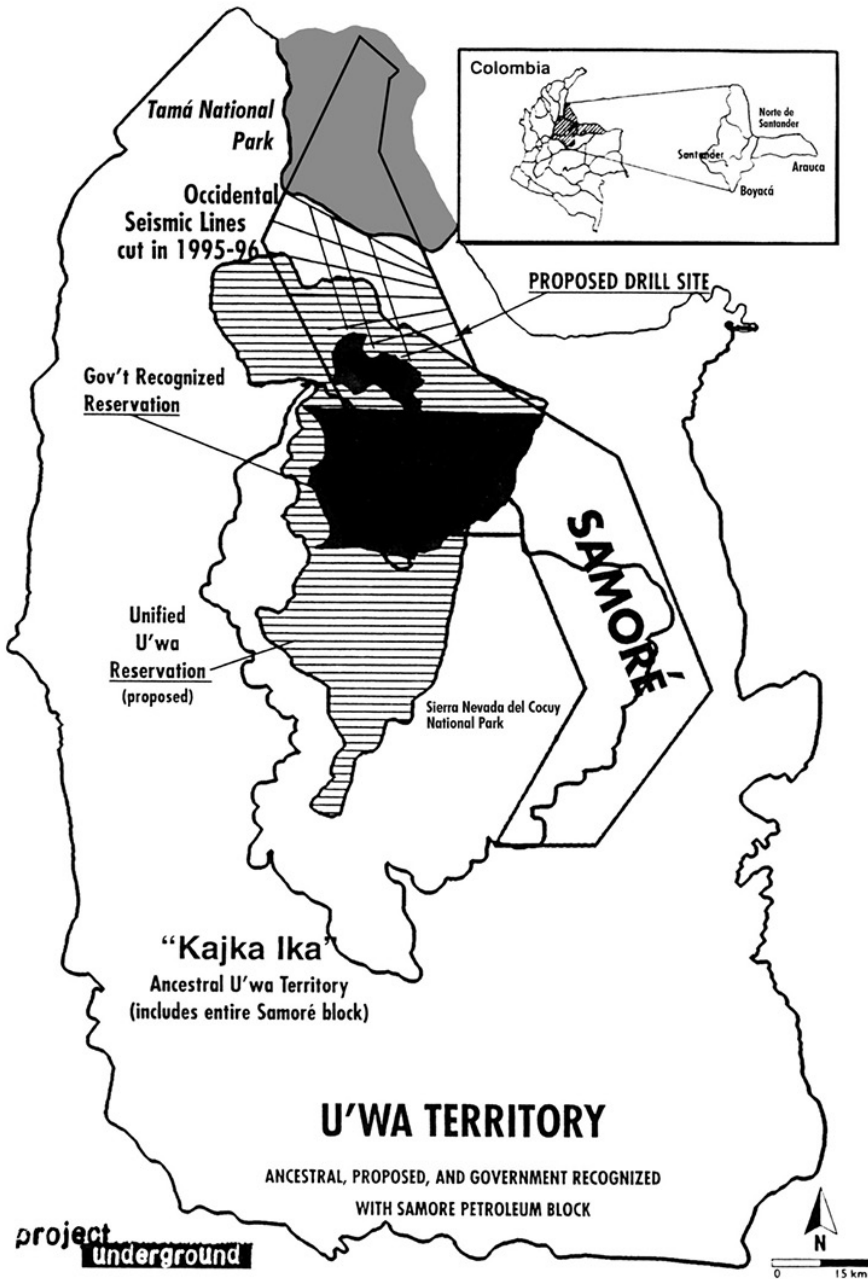 Colombia
Norte de
Santander
Santander
Arauca
Boyacá
Tamá National
Park
Occidental
Seismic Lines
cut in 1995-96
PROPOSED DRILL SITE
Gov't Recognized
Reservation
SAMORÉ
Unified
U'wa
Reservation
(proposed)
Sierra Nevada del Cocuy
National Park
“Kajka Ika”
Ancestral U'wa Territory
(includes entire Samoré block)
U'WA TERRITORY
ANCESTRAL, PROPOSED, AND GOVERNMENT RECOGNIZED
WITH SAMORE PETROLEUM BLOCK
project
underground
N
0 15 km